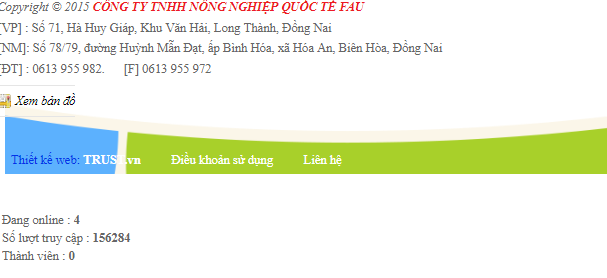 Copyright © 2015 CÔNG TY TNHH NÔNG NGHIỆP QUỐC TẾ FAU
[VP] : Số 71, Hà Huy Giáp, Khu Văn Hải, Long Thành, Đồng Nai
[NM]: Số 78/79, đường Huỳnh Mẫn Đạt, ấp Bình Hóa, xã Hóa An, Biên Hòa, Đồng Nai
[ĐT] : 0613 955 982. [F] 0613 955 972
Xem bản đồ
Thiết kế web: TRUST.vn Điều khoản sử dụng Liên hệ
Đang online : 4
Số lượt truy cập : 156284
Thành viên : 0